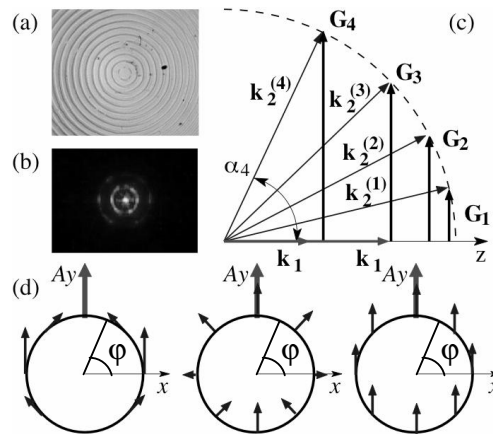 (a)
(b)
(c)
G4
G3
G2
G1
k2(4)
k2(3)
k2(2)
k2(1)
α4
k1
k1
z
(d)
Ay
φ
x
Ay
φ
x
Ay
φ
x